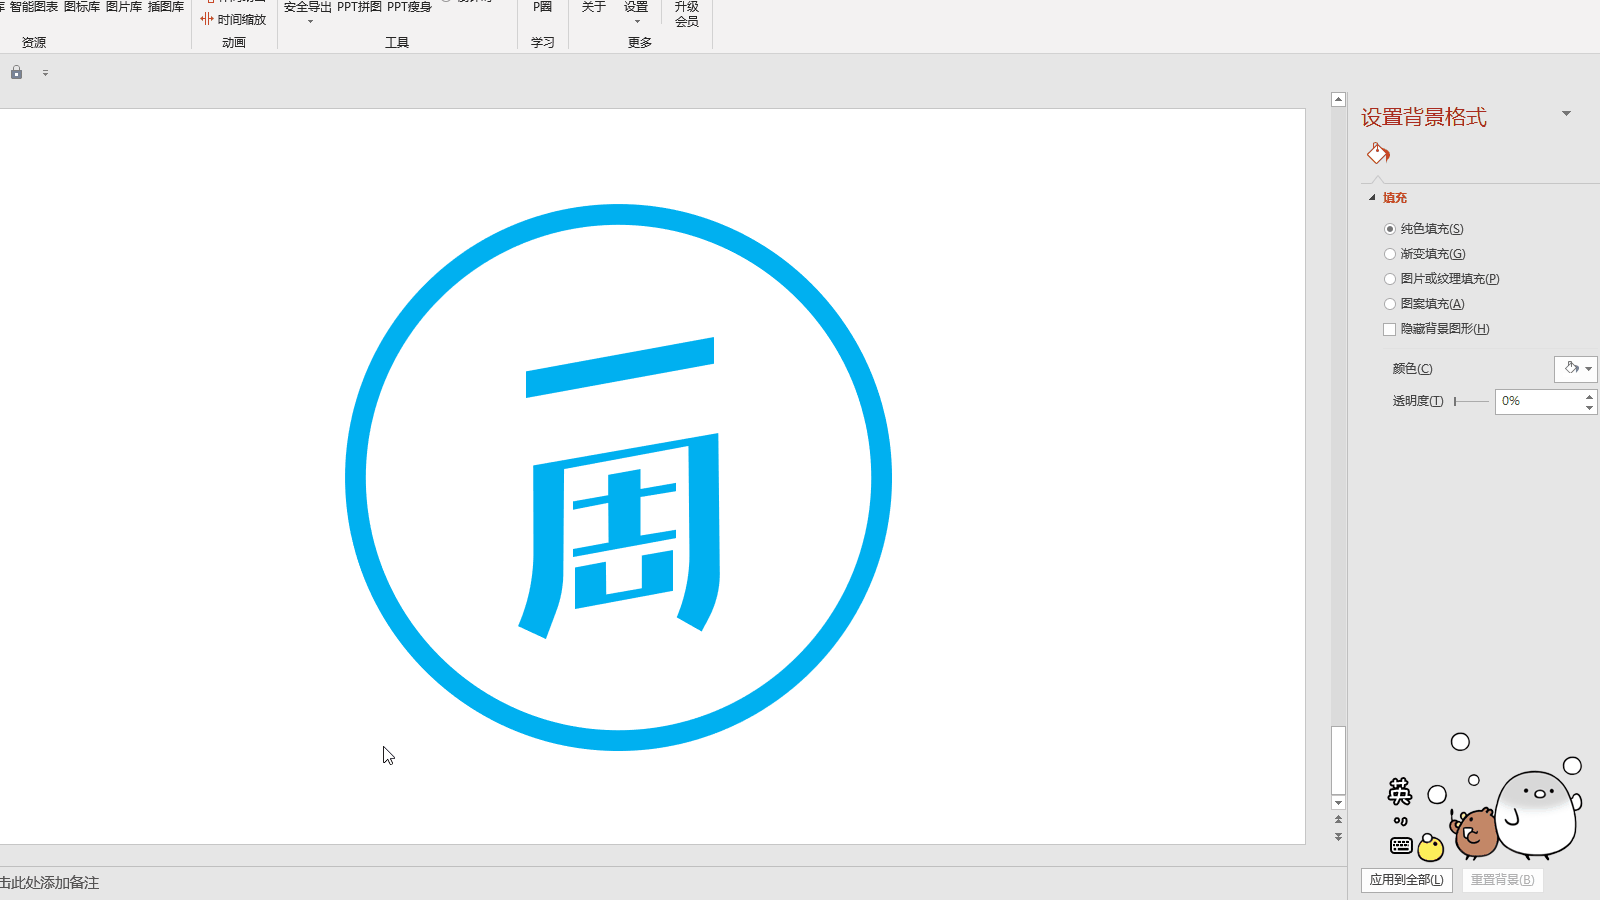 智能图表 图标库 图片库 插图库
时间缩放
安全导出 PPT拼图 PPT瘦身
P圈
关于 设置 升级
会员
资源 动画 工具 学习 更多
设置背景格式
填充
纯色填充(S)
渐变填充(G)
图片或纹理填充(P)
图案填充(A)
隐藏背景图形(H)
颜色(C)
透明度(T) 0%
一
周
英
击此处添加备注
应用到全部(L) 重置背景(B)